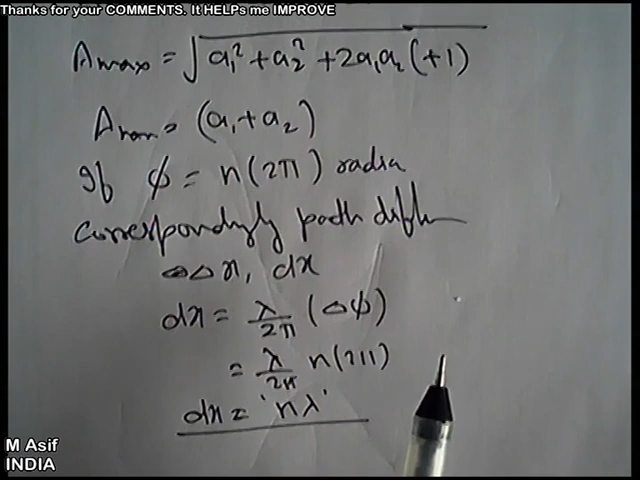 Thanks for your COMMENTS. It HELPs me IMPROVE
Amax = √a₁² + a₂² + 2a₁a₂ (+1)
Amax = (a₁ + a₂)
If ϕ = n(2π) radia
Correspondingly path diffn
Δx, dx
dx = λ/2π (Δϕ)
= λ/2π n(2π)
dx = 'nλ'
M Asif
INDIA